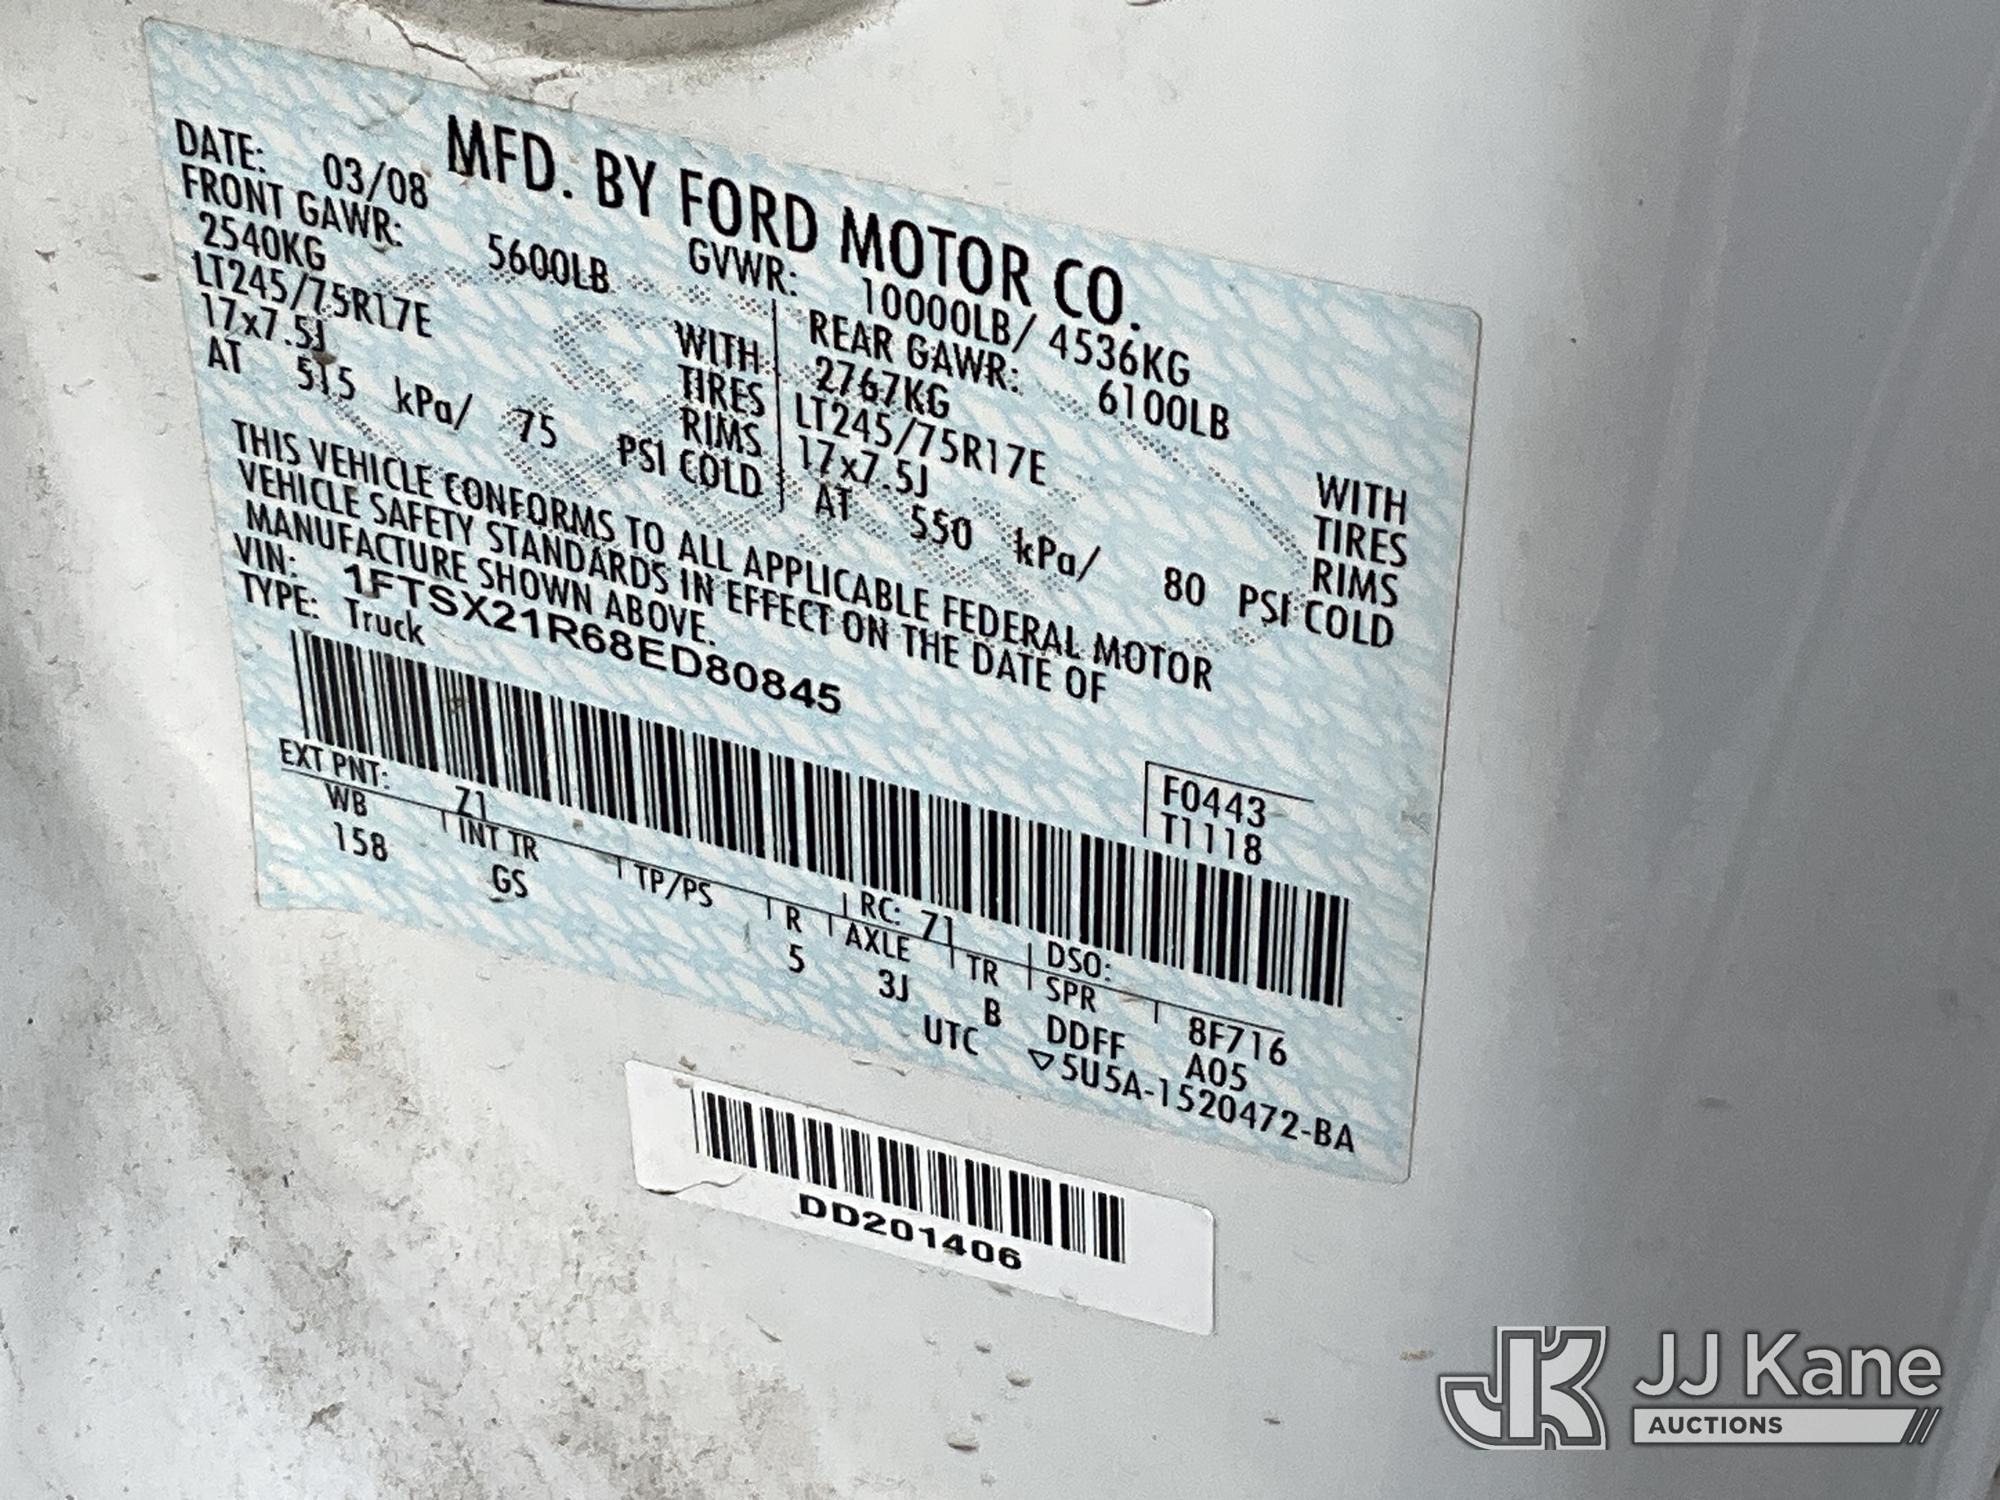 MFD. BY FORD MOTOR CO.
DATE: 03/08 GVWR: 10000LB/ 4536KG
FRONT GAWR: 5600LB REAR GAWR: 6100LB
2540KG WITH 2767KG WITH
LT245/75R17E TIRES LT245/75R17E TIRES
17x7.5J RIMS 17x7.5J RIMS
AT 515 kPa/ 75 PSI COLD AT 550 kPa/ 80 PSI COLD
THIS VEHICLE CONFORMS TO ALL APPLICABLE FEDERAL MOTOR
VEHICLE SAFETY STANDARDS IN EFFECT ON THE DATE OF
MANUFACTURE SHOWN ABOVE.
VIN: 1FTSX21R68ED80845
TYPE: Truck
F0443
T1118
EXT PNT: Z1 RC: 71 DSO: 8F716
WB INT TR TP/PS R AXLE TR SPR
158 GS 5 3J B DDFF A05
UTC ▽5U5A-1520472-BA
DD201406
JK JJ Kane
AUCTIONS